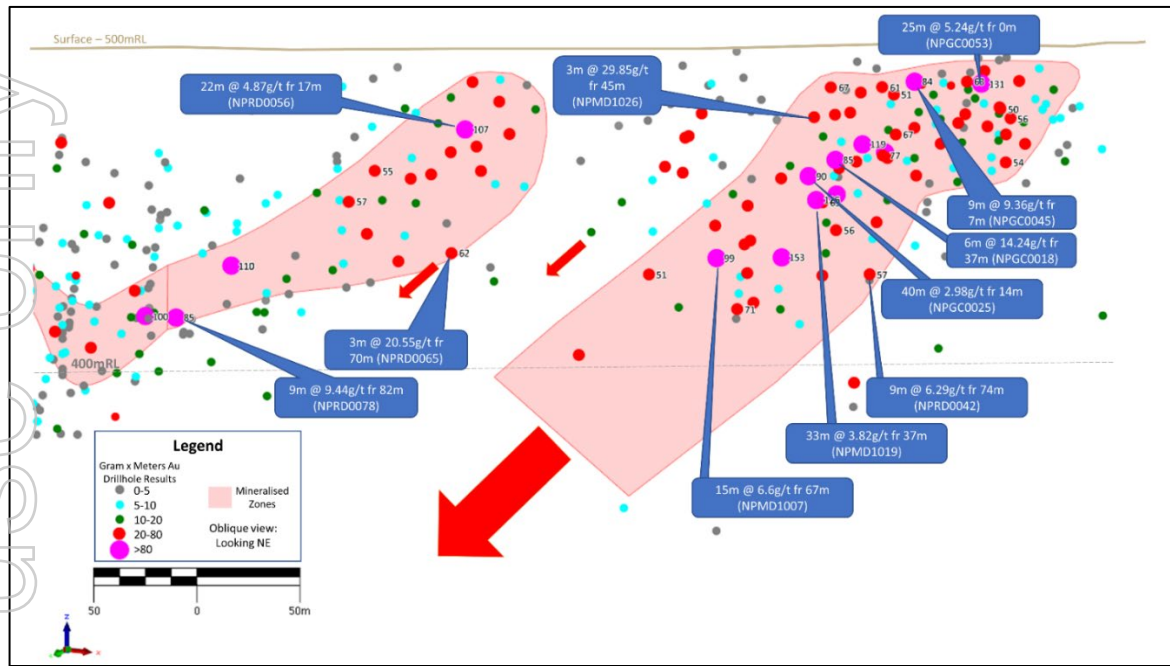 Surface – 500mRL
25m @ 5.24g/t fr 0m
(NPGC0053)
22m @ 4.87g/t fr 17m
(NPRD0056)
3m @ 29.85g/t
fr 45m
(NPMD1026)
84
68
131
67
61
51
50
56
107
67
119
77
54
85
55
90
57
56
62
110
99
153
51
57
71
100
85
9m @ 9.36g/t fr
7m (NPGC0045)
6m @ 14.24g/t fr
37m (NPGC0018)
40m @ 2.98g/t fr 14m
(NPGC0025)
3m @ 20.55g/t fr
70m (NPRD0065)
400mRL
9m @ 9.44g/t fr 82m
(NPRD0078)
9m @ 6.29g/t fr 74m
(NPRD0042)
33m @ 3.82g/t fr 37m
(NPMD1019)
15m @ 6.6g/t fr 67m
(NPMD1007)
Legend
Gram x Meters Au
Drillhole Results
0-5
5-10
10-20
20-80
>80
Mineralised
Zones
Oblique view:
Looking NE
50
0
50m
Z
X